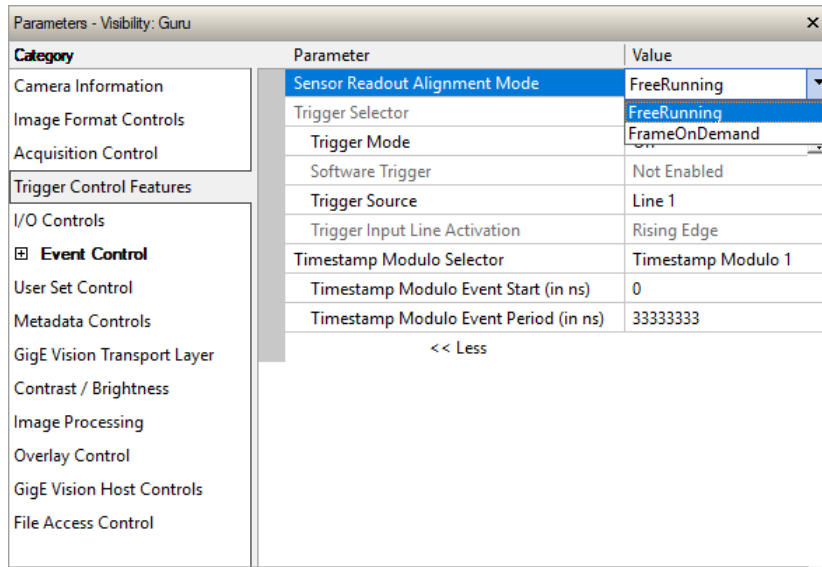 Parameters - Visibility: Guru ×
Category Parameter Value
Camera Information
Image Format Controls
Acquisition Control
Trigger Control Features
I/O Controls
Event Control
User Set Control
Metadata Controls
GigE Vision Transport Layer
Contrast / Brightness
Image Processing
Overlay Control
GigE Vision Host Controls
File Access Control
Sensor Readout Alignment Mode FreeRunning
FreeRunning
FrameOnDemand
Trigger Selector
Trigger Mode
Software Trigger Not Enabled
Trigger Source Line 1
Trigger Input Line Activation Rising Edge
Timestamp Modulo Selector Timestamp Modulo 1
Timestamp Modulo Event Start (in ns) 0
Timestamp Modulo Event Period (in ns) 33333333
<< Less